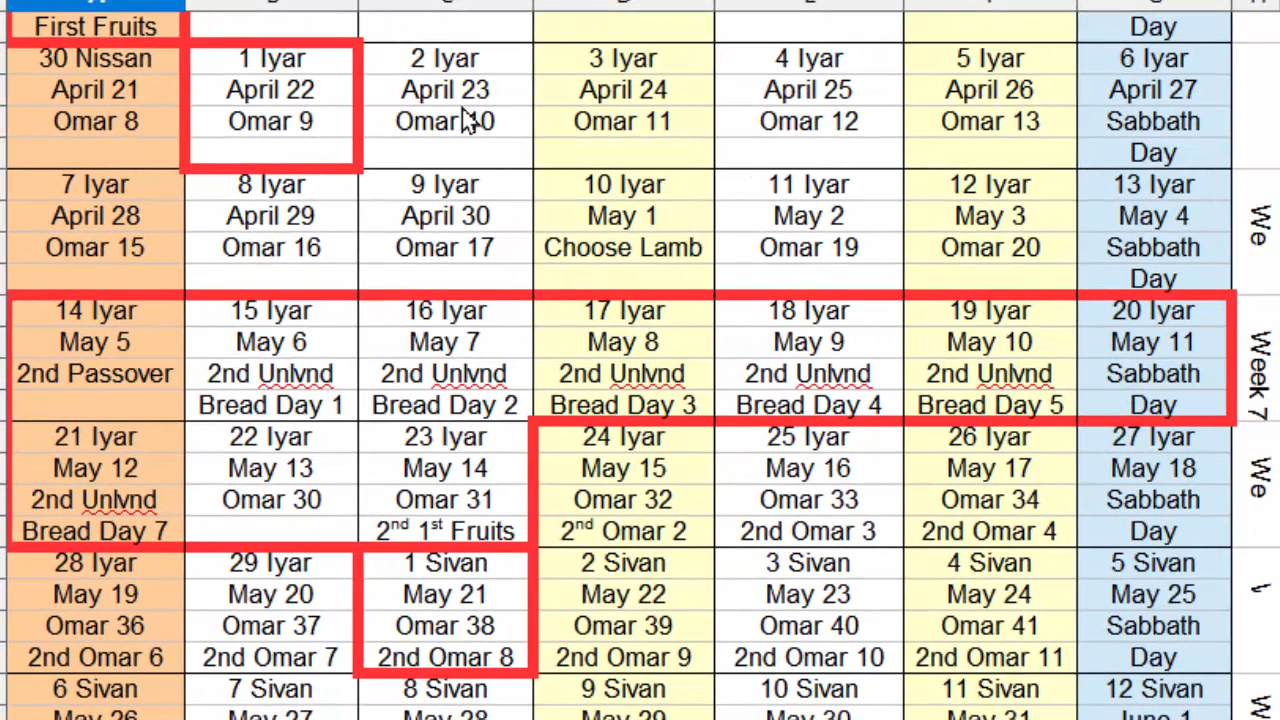 First Fruits Day
30 Nissan 1 Iyar 2 Iyar 3 Iyar 4 Iyar 5 Iyar 6 Iyar
April 21 April 22 April 23 April 24 April 25 April 26 April 27
Omar 8 Omar 9 Omar 10 Omar 11 Omar 12 Omar 13 Sabbath
Day
7 Iyar 8 Iyar 9 Iyar 10 Iyar 11 Iyar 12 Iyar 13 Iyar
April 28 April 29 April 30 May 1 May 2 May 3 May 4
Omar 15 Omar 16 Omar 17 Choose Lamb Omar 19 Omar 20 Sabbath
Day
We
14 Iyar 15 Iyar 16 Iyar 17 Iyar 18 Iyar 19 Iyar 20 Iyar
May 5 May 6 May 7 May 8 May 9 May 10 May 11
2nd Passover 2nd Unlvnd 2nd Unlvnd 2nd Unlvnd 2nd Unlvnd 2nd Unlvnd Sabbath
Bread Day 1 Bread Day 2 Bread Day 3 Bread Day 4 Bread Day 5 Day
Week 7
21 Iyar 22 Iyar 23 Iyar 24 Iyar 25 Iyar 26 Iyar 27 Iyar
May 12 May 13 May 14 May 15 May 16 May 17 May 18
2nd Unlvnd Omar 30 Omar 31 Omar 32 Omar 33 Omar 34 Sabbath
Bread Day 7 2nd 1st Fruits 2nd Omar 2 2nd Omar 3 2nd Omar 4 Day
We
28 Iyar 29 Iyar 1 Sivan 2 Sivan 3 Sivan 4 Sivan 5 Sivan
May 19 May 20 May 21 May 22 May 23 May 24 May 25
Omar 36 Omar 37 Omar 38 Omar 39 Omar 40 Omar 41 Sabbath
2nd Omar 6 2nd Omar 7 2nd Omar 8 2nd Omar 9 2nd Omar 10 2nd Omar 11 Day
6 Sivan 7 Sivan 8 Sivan 9 Sivan 10 Sivan 11 Sivan 12 Sivan
May 26 May 27 May 28 May 29 May 30 May 31 June 1